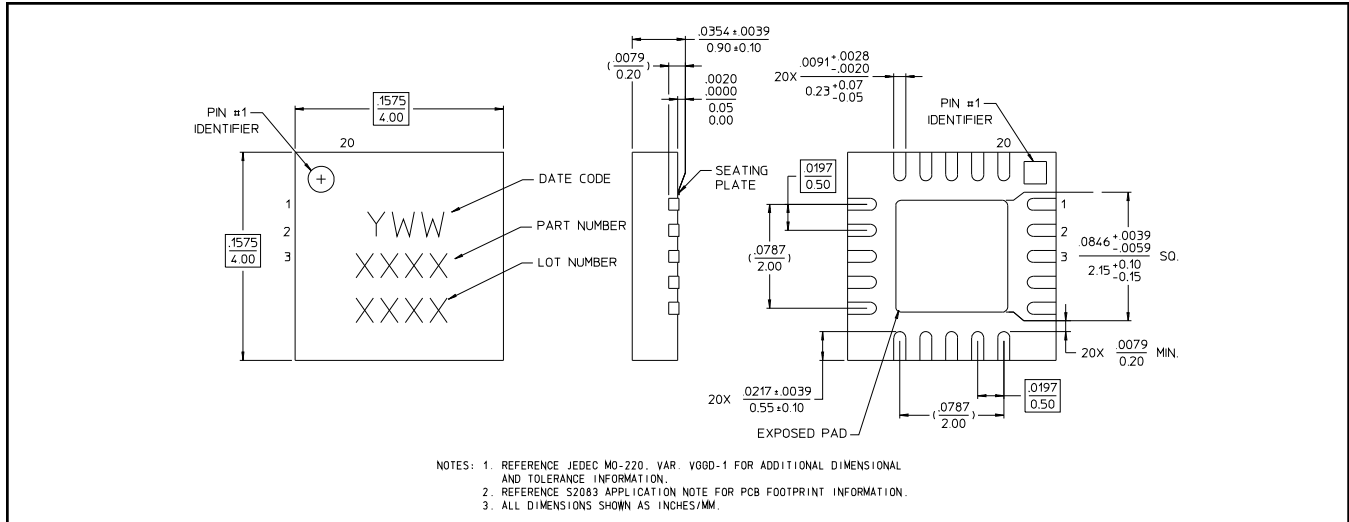 .1575
4.00
PIN #1
IDENTIFIER
20
.1575
4.00
1
2
3
YWW
XXXX
XXXX
DATE CODE
PART NUMBER
LOT NUMBER
.0354 ±.0039
0.90 ±0.10
(.0079
0.20)
.0020
.0000
0.05
0.00
SEATING
PLATE
20X .0091 +.0028
-.0020
0.23 +0.07
-0.05
PIN #1
IDENTIFIER
20
.0197
0.50
(.0787
2.00)
1
2
3
.0846 +.0039
-.0059
2.15 +0.10
-0.15
SQ.
20X .0079
0.20
MIN.
20X .0217 ±.0039
0.55 ±0.10
(.0787
2.00)
.0197
0.50
EXPOSED PAD
NOTES: 1. REFERENCE JEDEC MO-220, VAR. VGGD-1 FOR ADDITIONAL DIMENSIONAL
AND TOLERANCE INFORMATION.
2. REFERENCE S2083 APPLICATION NOTE FOR PCB FOOTPRINT INFORMATION.
3. ALL DIMENSIONS SHOWN AS INCHES/MM.